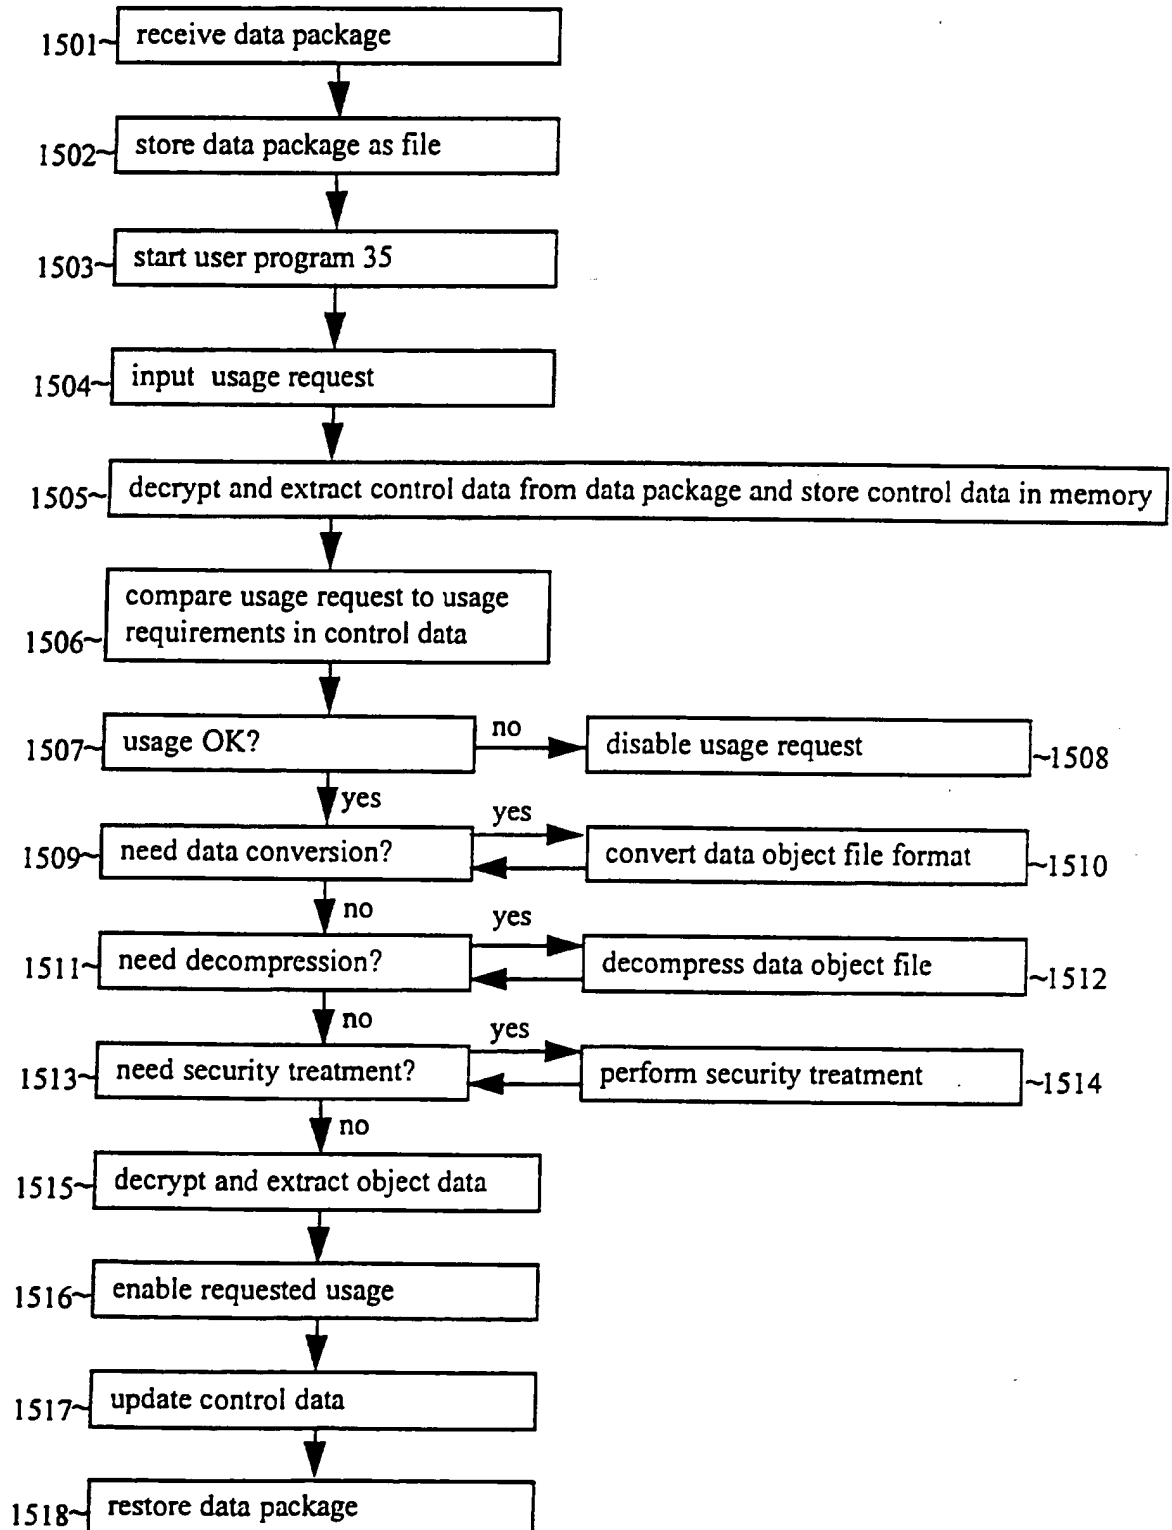 1501~ receive data package
1502~ store data package as file
1503~ start user program 35
1504~ input usage request
1505~ decrypt and extract control data from data package and store control data in memory
compare usage request to usage
1506~ requirements in control data
1507~ usage OK? no disable usage request ~1508
yes yes
1509~ need data conversion? convert data object file format ~1510
no yes
1511~ need decompression? decompress data object file ~1512
no yes
1513~ need security treatment? perform security treatment ~1514
no
1515~ decrypt and extract object data
1516~ enable requested usage
1517~ update control data
1518~ restore data package